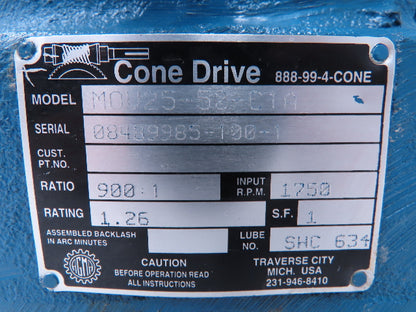 Cone Drive 888-99-4-CONE
MODEL
SERIAL 08439985-100-1
CUST.
PT.NO.
RATIO 900:1 INPUT R.P.M. 1750
RATING 1.26 S.F. 1
ASSEMBLED BACKLASH
IN ARC MINUTES
LUBE NO. SHC 634
CAUTION
BEFORE OPERATION READ
ALL INSTRUCTIONS
TRAVERSE CITY
MICH. USA
231-946-8410
AGMA